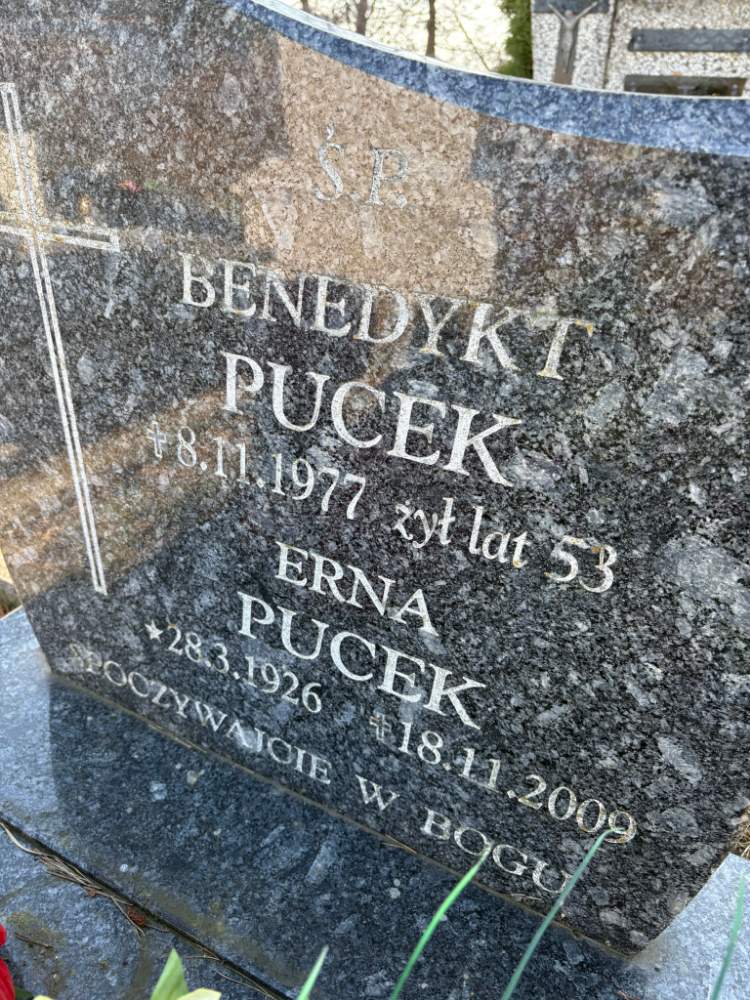 Ś.P.
BENEDYKT
PUCEK
✝8.11.1977 żył lat 53
ERNA
PUCEK
★28.3.1926 ✝18.11.2009
SPOCZYWAJCIE W BOGU